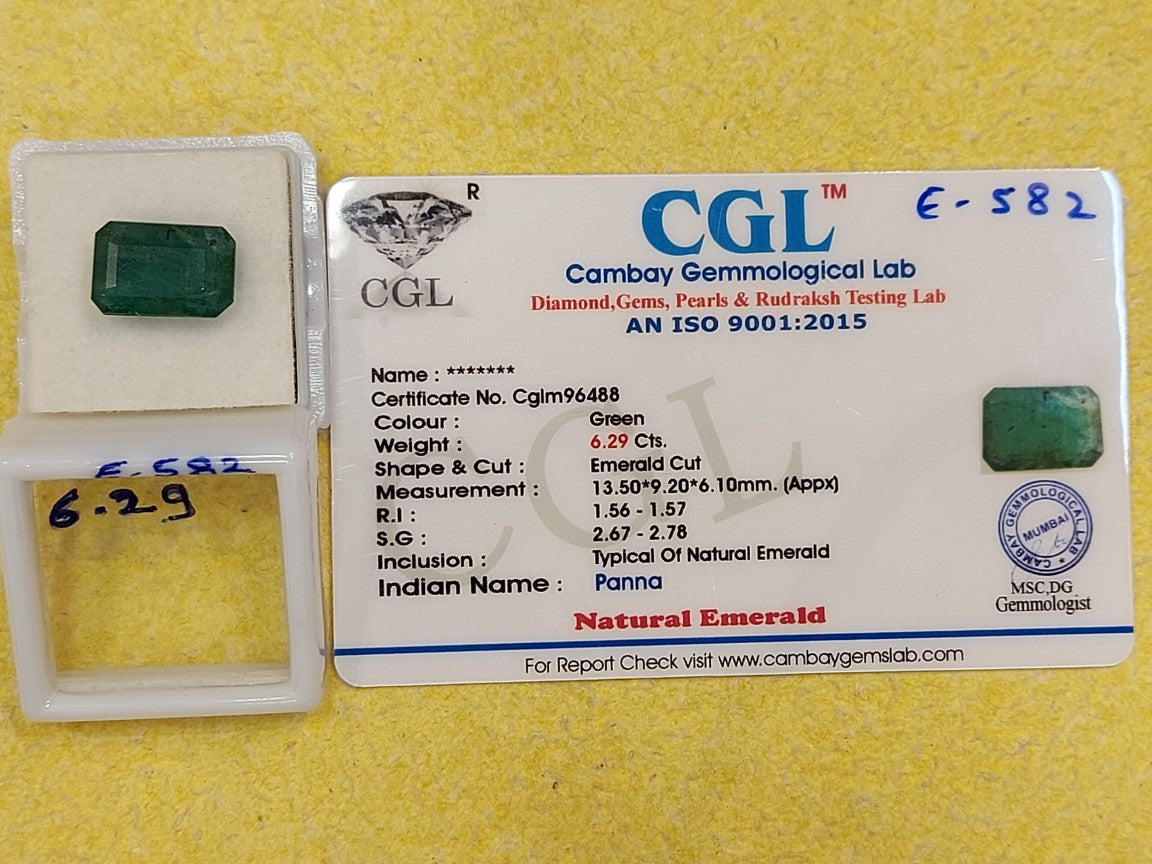 E-582
6.29
R
CGL
CGL™
E-582
Cambay Gemmological Lab
Diamond,Gems, Pearls & Rudraksh Testing Lab
AN ISO 9001:2015
Name : *******
Certificate No. Cglm96488
Colour : Green
Weight : 6.29 Cts.
Shape & Cut : Emerald Cut
Measurement : 13.50*9.20*6.10mm. (Appx)
R.I : 1.56 - 1.57
S.G : 2.67 - 2.78
Inclusion : Typical Of Natural Emerald
Indian Name : Panna
Natural Emerald
For Report Check visit www.cambaygemslab.com
CGL
CAMBAY GEMMOLOGICAL LAB
MUMBAI
MSC,DG
Gemmologist